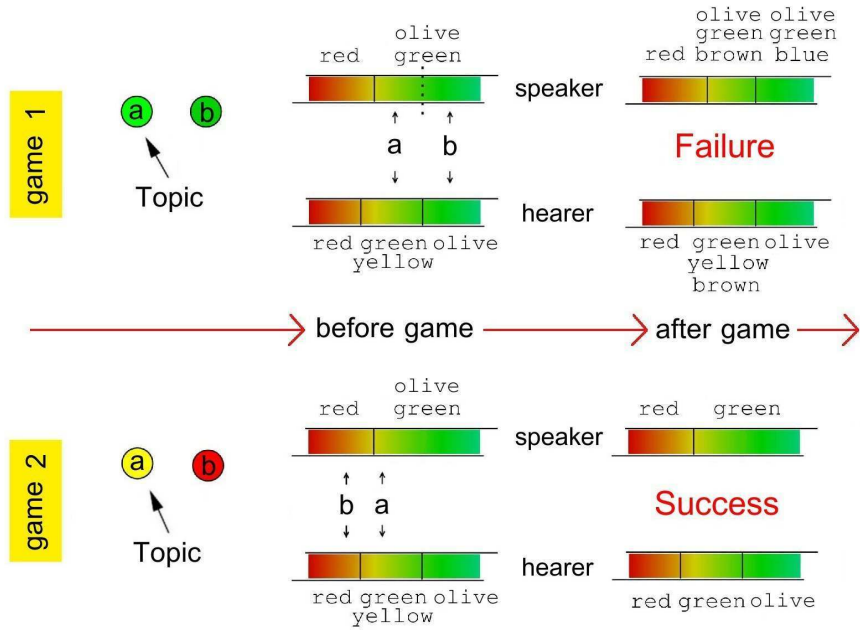 game 1
a b
Topic
red olive
green
speaker
a b
hearer
red green olive
yellow
olive olive
green green
red brown blue
Failure
red green olive
yellow
brown
before game after game
game 2
a b
Topic
olive
red green
speaker
b a
hearer
red green olive
yellow
red green
Success
red green olive